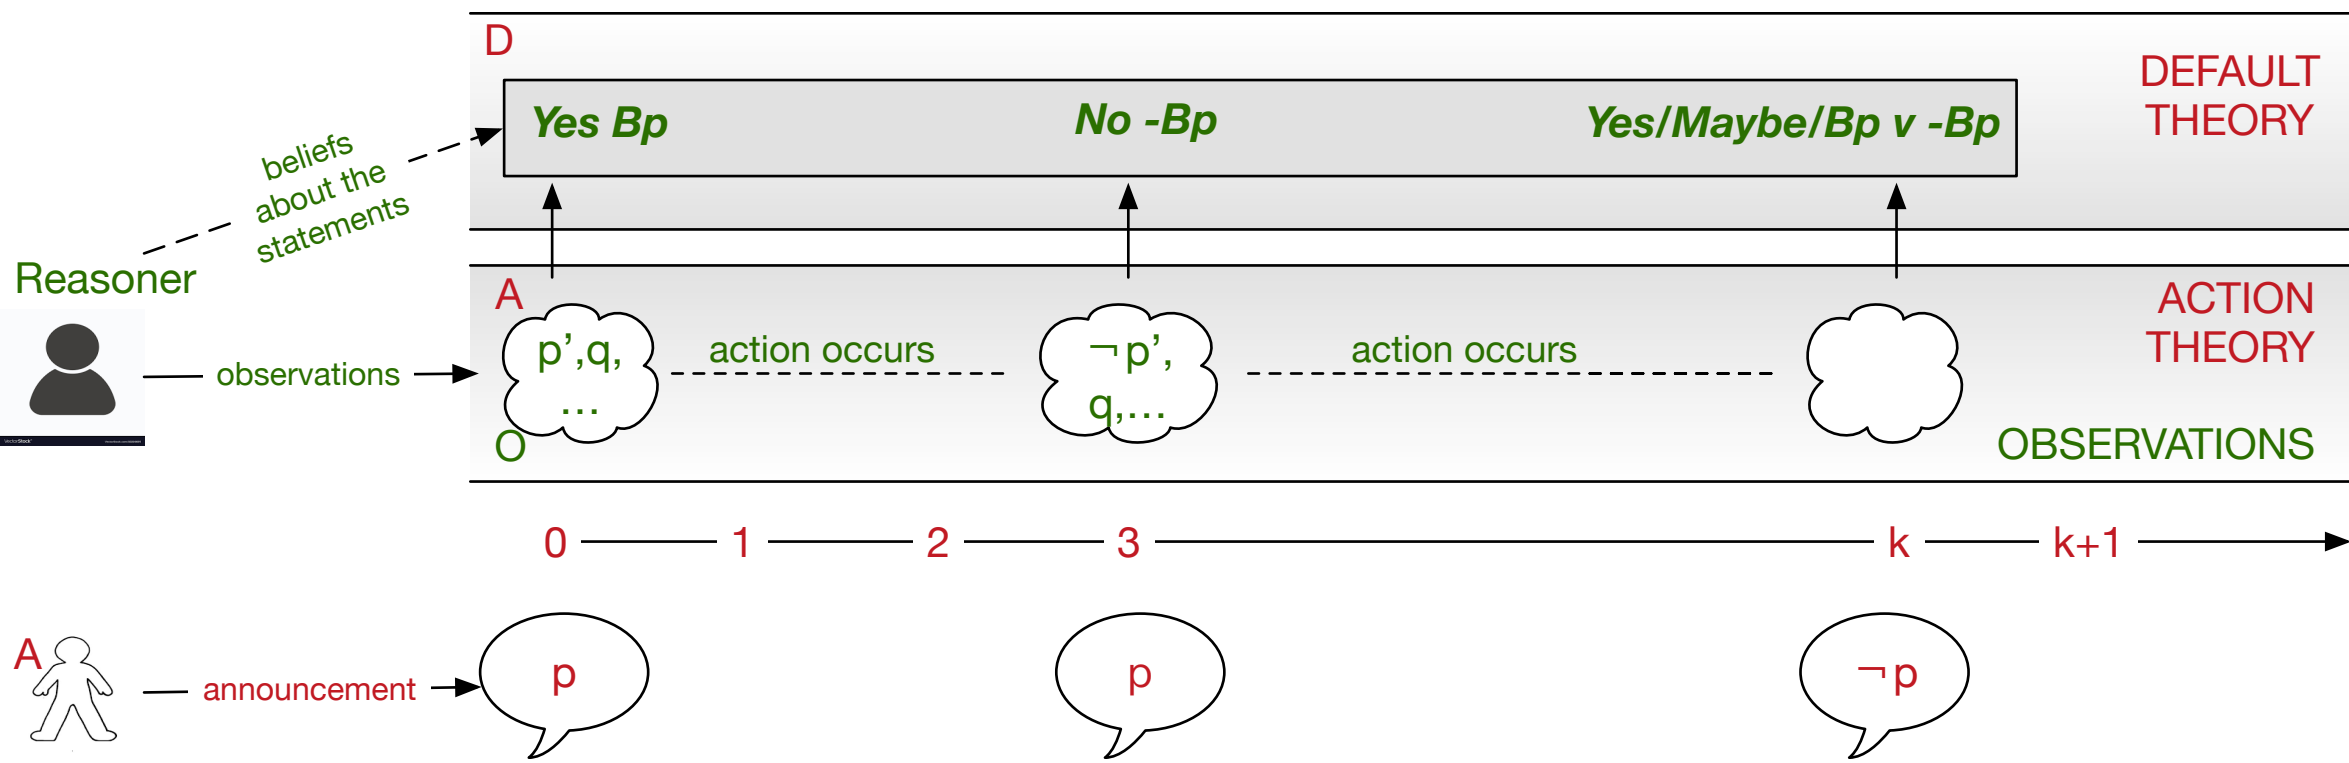 D
DEFAULT
THEORY
Yes Bp
No -Bp
Yes/Maybe/Bp v -Bp
beliefs
about the
statements
Reasoner
A
ACTION
THEORY
p’,q,
…
action occurs
¬p’,
q,…
action occurs
observations
O
OBSERVATIONS
VectorStock
0 1 2 3 k k+1
A
announcement
p
p
¬p